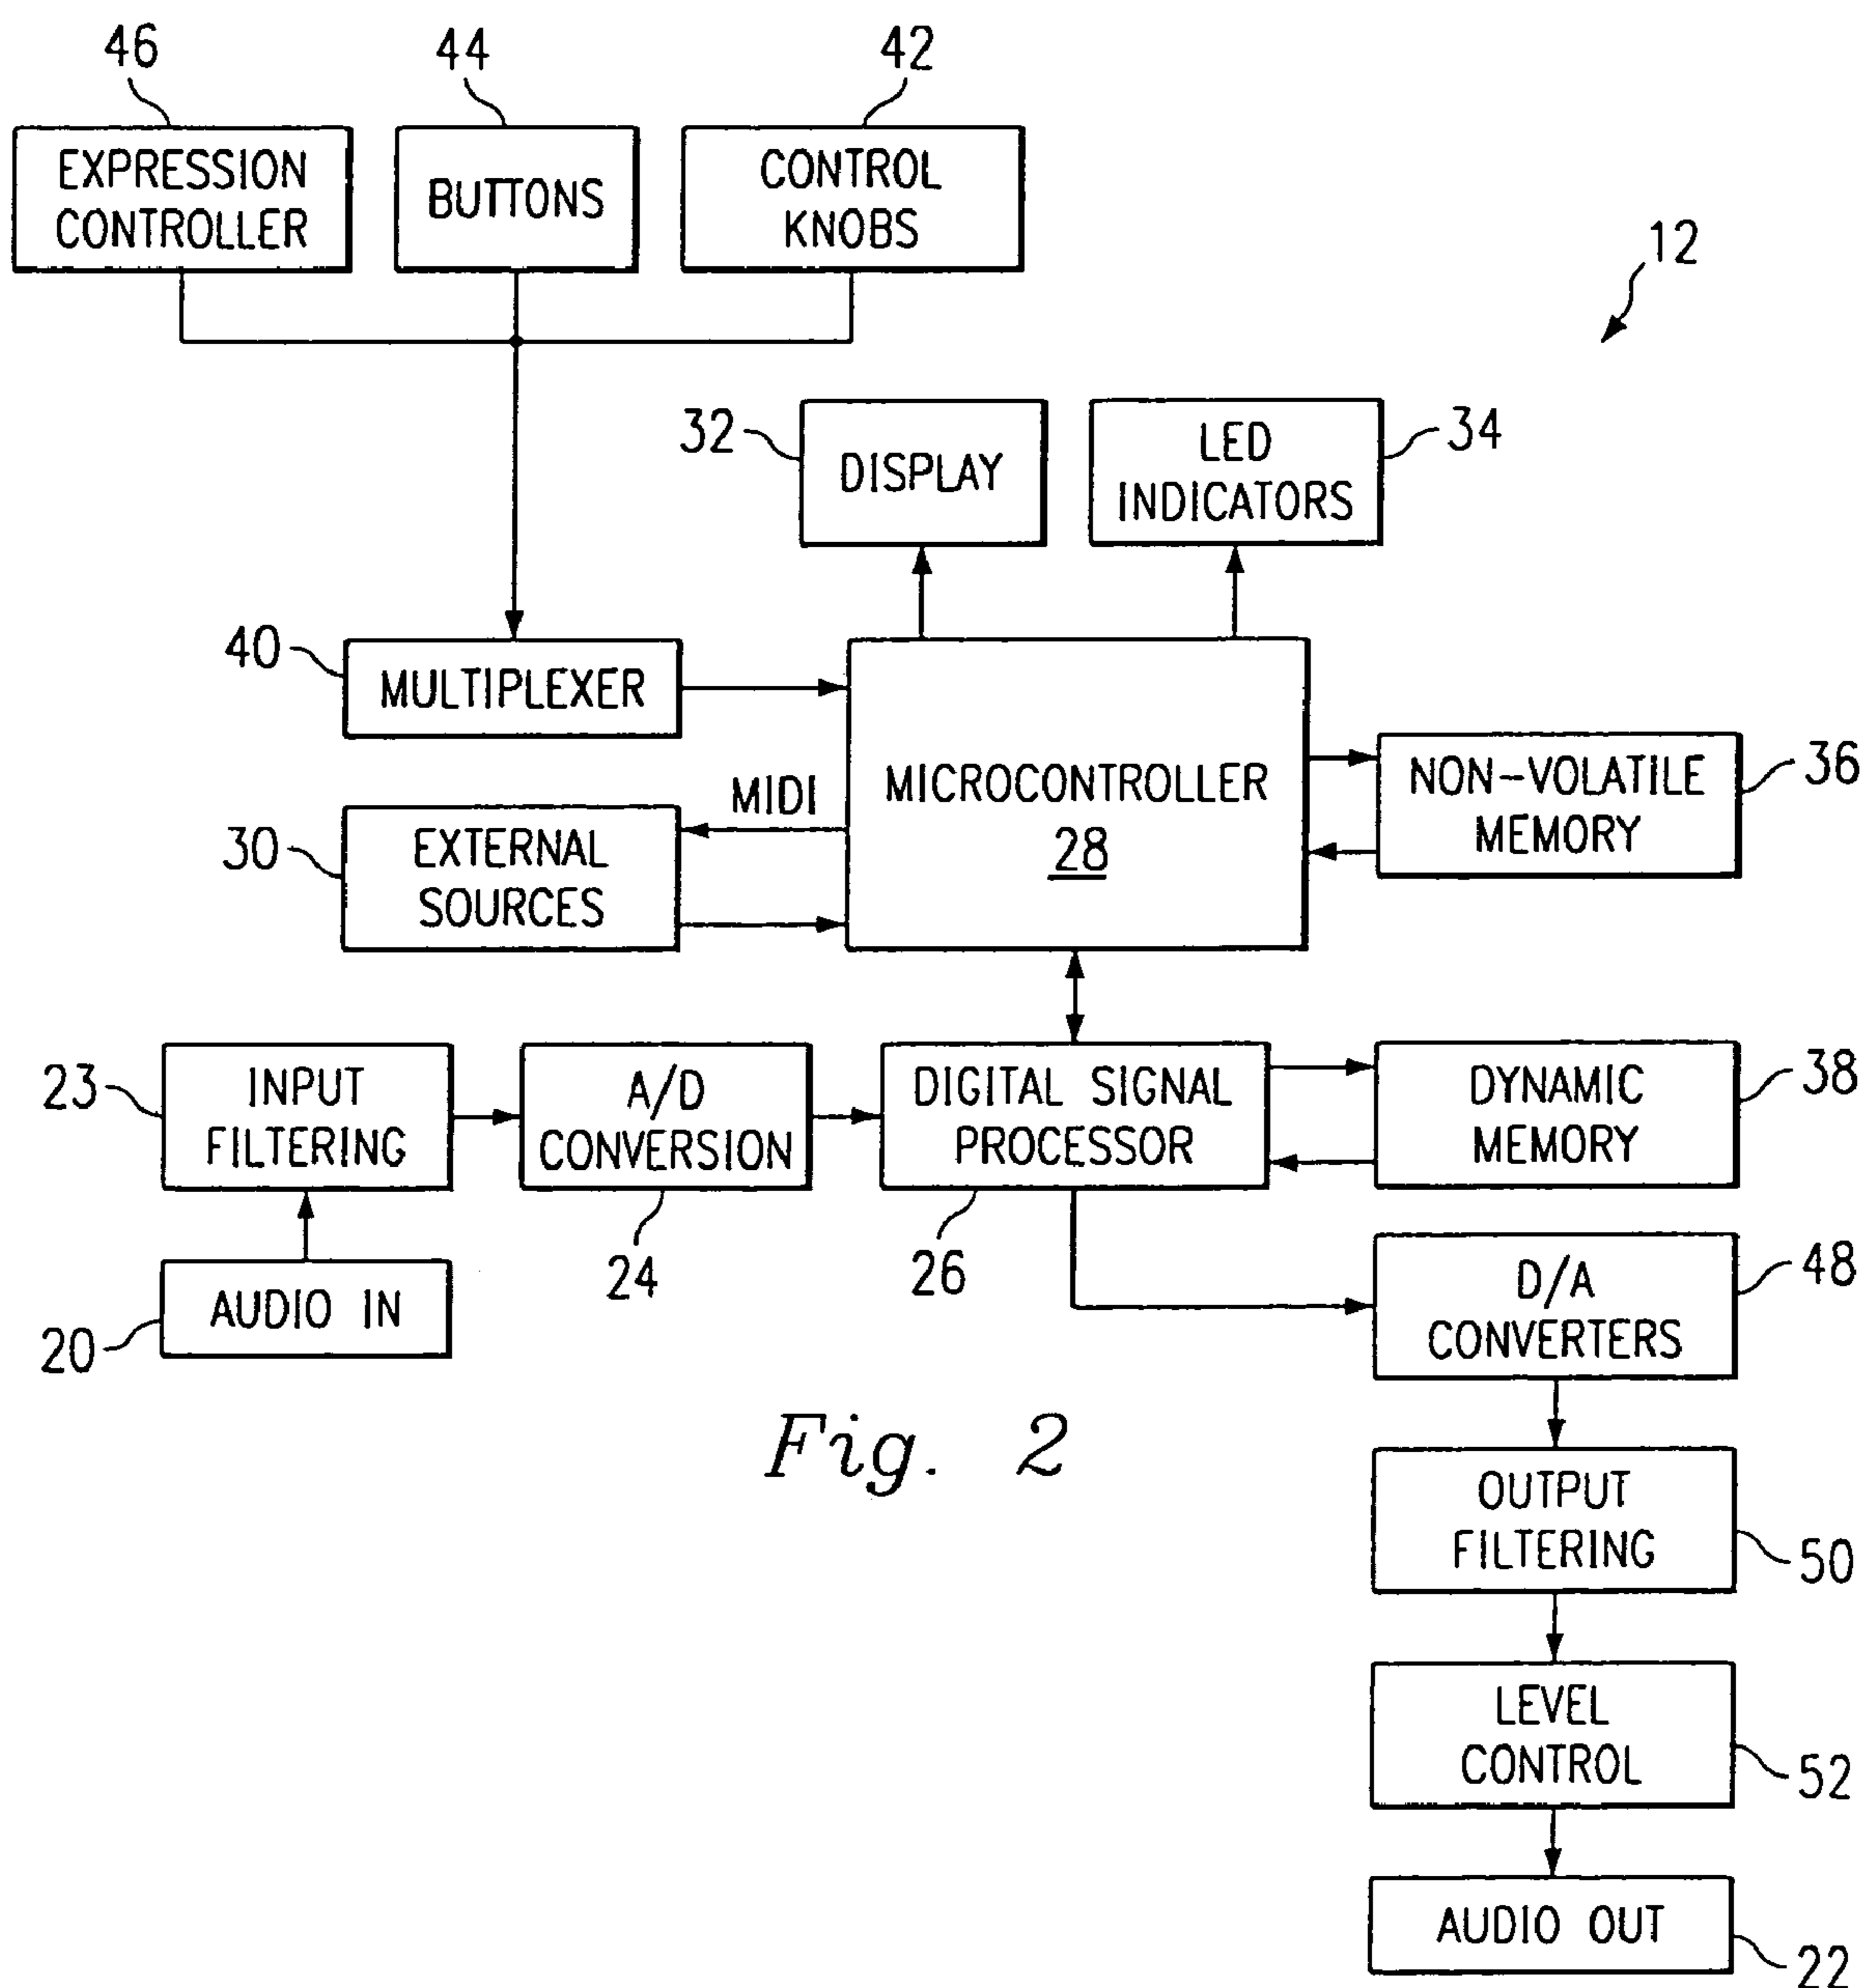 46
44
42
EXPRESSION
CONTROLLER
BUTTONS
CONTROL
KNOBS
12
32
DISPLAY
LED
INDICATORS
34
40
MULTIPLEXER
MICROCONTROLLER
28
NON-VOLATILE
MEMORY
36
MIDI
30
EXTERNAL
SOURCES
23
INPUT
FILTERING
A/D
CONVERSION
24
DIGITAL SIGNAL
PROCESSOR
26
DYNAMIC
MEMORY
38
20
AUDIO IN
D/A
CONVERTERS
48
Fig. 2
OUTPUT
FILTERING
50
LEVEL
CONTROL
52
AUDIO OUT
22